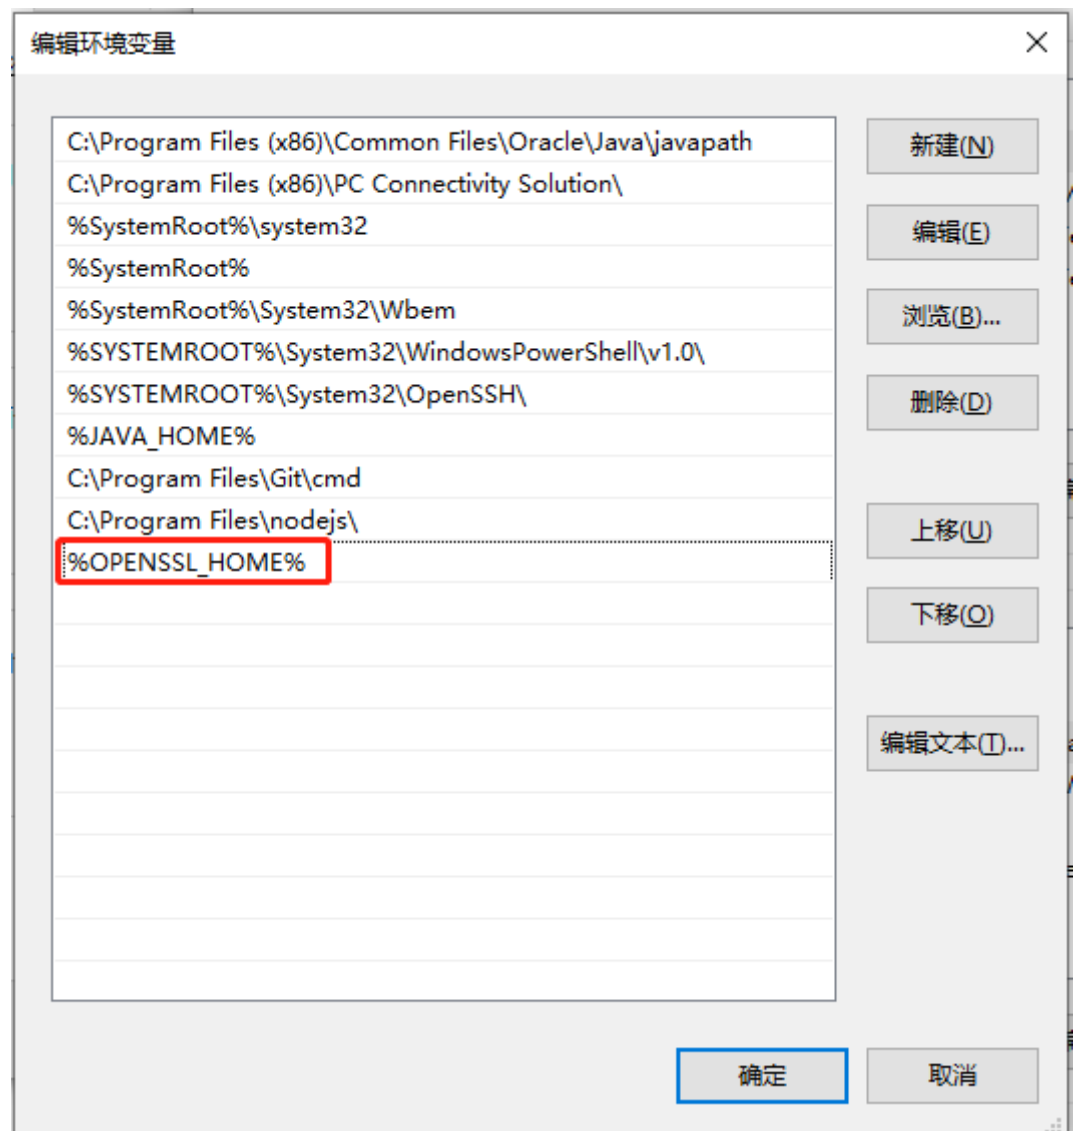 编辑环境变量
C:\Program Files (x86)\Common Files\Oracle\Java\javapath
C:\Program Files (x86)\PC Connectivity Solution\
%SystemRoot%\system32
%SystemRoot%
%SystemRoot%\System32\Wbem
%SYSTEMROOT%\System32\WindowsPowerShell\v1.0\
%SYSTEMROOT%\System32\OpenSSH\
%JAVA_HOME%
C:\Program Files\Git\cmd
C:\Program Files\nodejs\
%OPENSSL_HOME%
新建(N)
编辑(E)
浏览(B)...
删除(D)
上移(U)
下移(O)
编辑文本(T)...
确定
取消